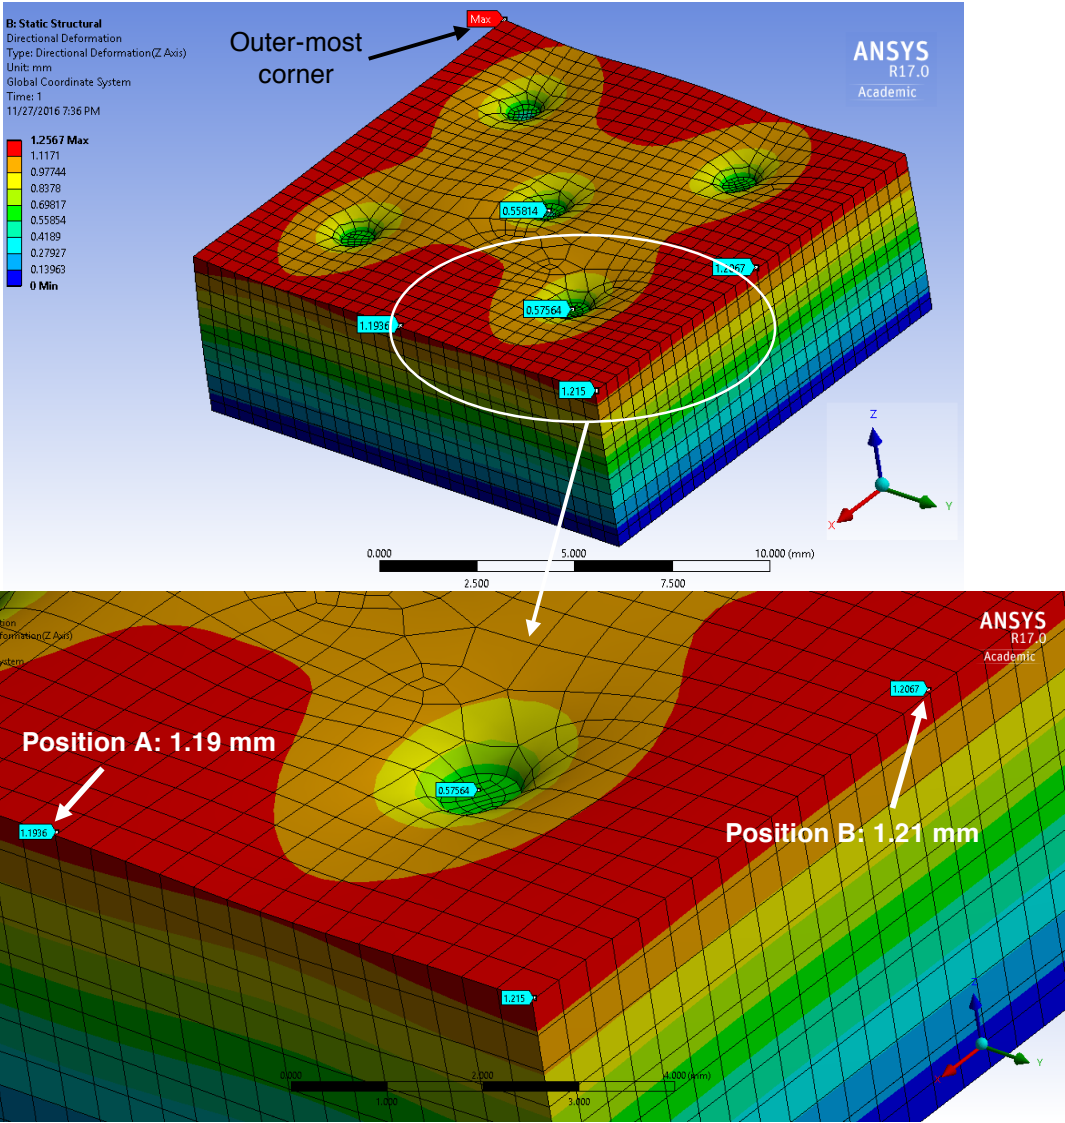 B: Static Structural
Directional Deformation
Type: Directional Deformation(Z Axis)
Unit: mm
Global Coordinate System
Time: 1
11/27/2016 7:36 PM
1.2567 Max
1.1171
0.97744
0.8378
0.69817
0.55854
0.4189
0.27927
0.13963
0 Min
Outer-most
corner
Max
ANSYS
R17.0
Academic
0.55814
1.2067
0.57564
1.1936
1.215
Z
X
Y
0.000
5.000
10.000 (mm)
2.500
7.500
tion
formation(Z Axis)
ystem
ANSYS
R17.0
Academic
1.2067
Position A: 1.19 mm
0.57564
1.1936
Position B: 1.21 mm
1.215
Z
X
Y
0.000
2.000
4.000 (mm)
1.000
3.000